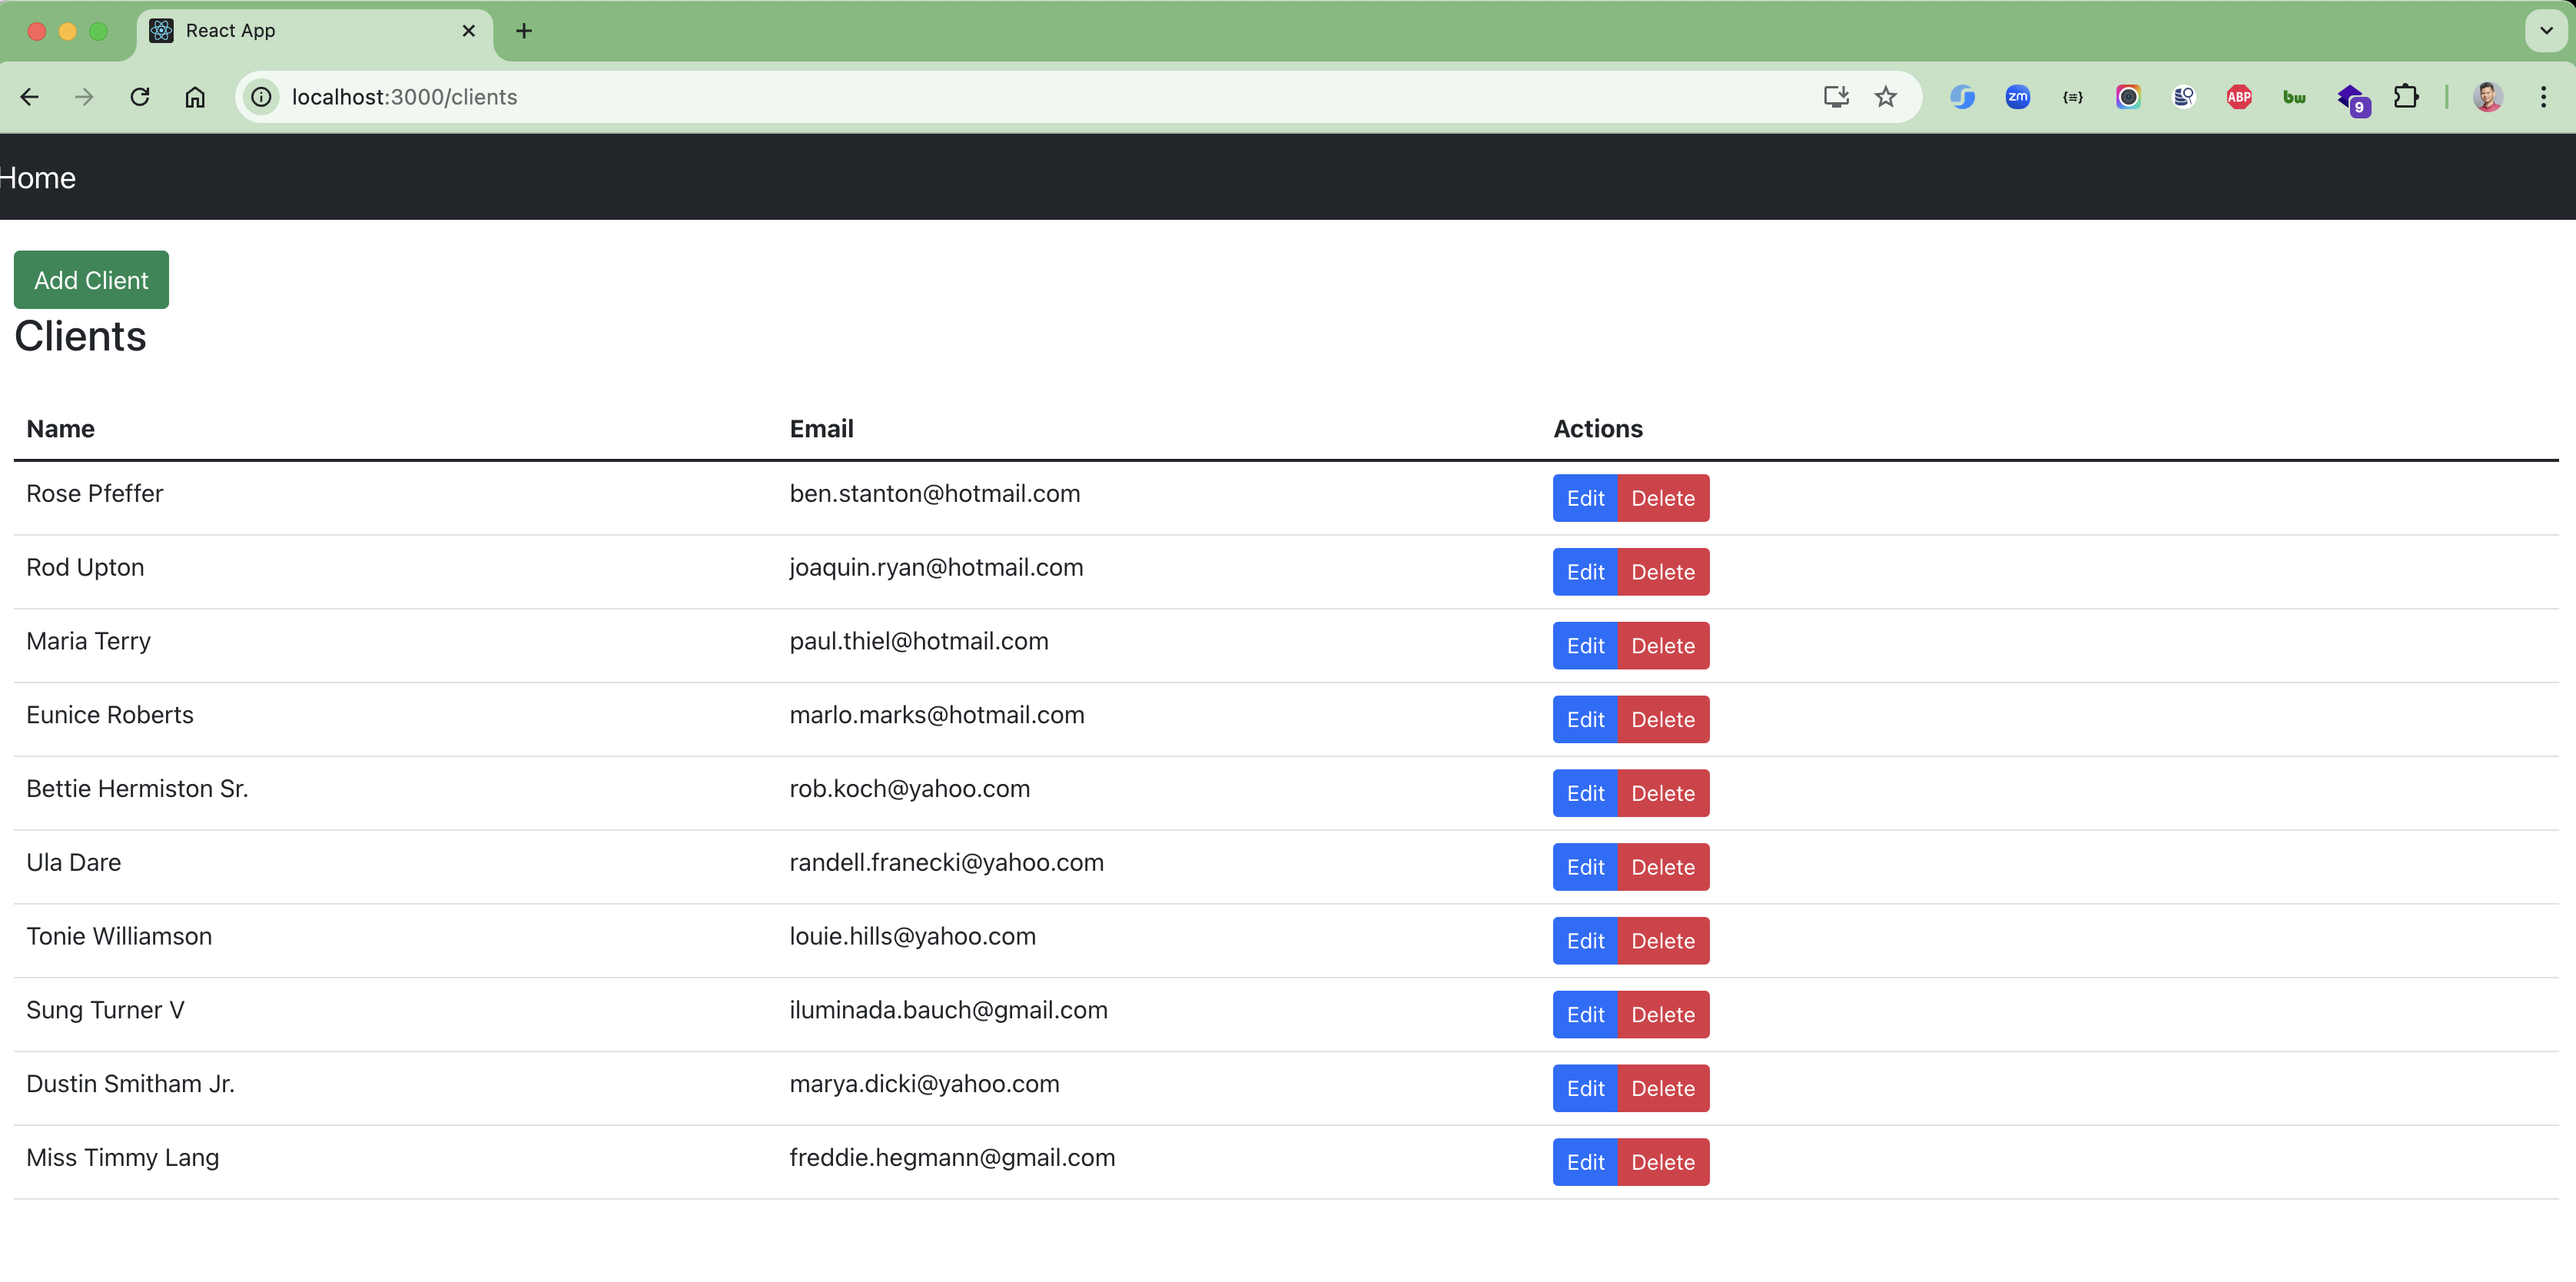 React App
localhost:3000/clients
zm
{≡}
ABP
bw
9
Home
Add Client
Clients
Name Email Actions
Rose Pfeffer ben.stanton@hotmail.com Edit Delete
Rod Upton joaquin.ryan@hotmail.com Edit Delete
Maria Terry paul.thiel@hotmail.com Edit Delete
Eunice Roberts marlo.marks@hotmail.com Edit Delete
Bettie Hermiston Sr. rob.koch@yahoo.com Edit Delete
Ula Dare randell.franecki@yahoo.com Edit Delete
Tonie Williamson louie.hills@yahoo.com Edit Delete
Sung Turner V iluminada.bauch@gmail.com Edit Delete
Dustin Smitham Jr. marya.dicki@yahoo.com Edit Delete
Miss Timmy Lang freddie.hegmann@gmail.com Edit Delete